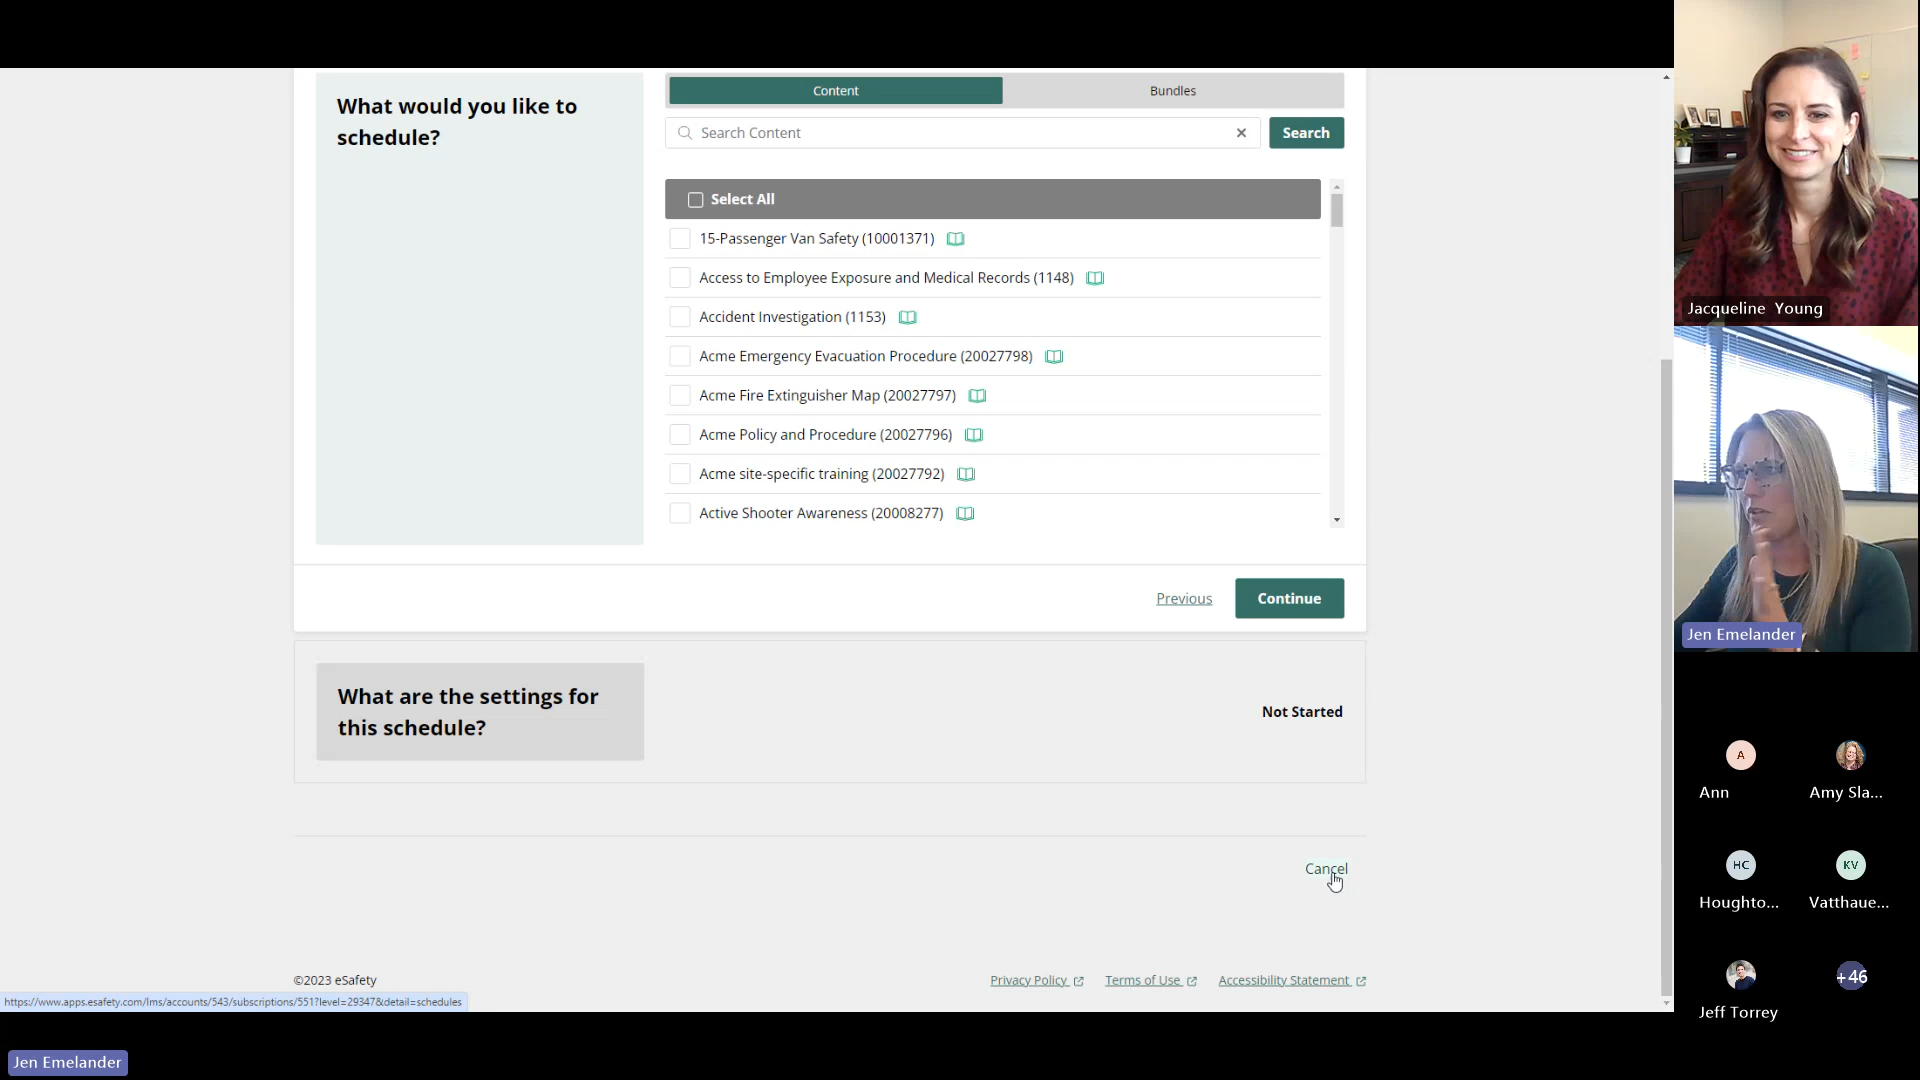 What would you like to
schedule?
Content
Bundles
Search Content
Search
Select All
15-Passenger Van Safety (10001371)
Access to Employee Exposure and Medical Records (1148)
Accident Investigation (1153)
Acme Emergency Evacuation Procedure (20027798)
Acme Fire Extinguisher Map (20027797)
Acme Policy and Procedure (20027796)
Acme site-specific training (20027792)
Active Shooter Awareness (20008277)
Previous
Continue
What are the settings for
this schedule?
Not Started
Cancel
©2023 eSafety
Privacy Policy
Terms of Use
Accessibility Statement
https://www.apps.esafety.com/lms/accounts/543/subscriptions/551?level=29347&detail=schedules
Jen Emelander
Jacqueline Young
Jen Emelander
A
Ann
Amy Sla...
HC
Houghto...
KV
Vatthaue...
Jeff Torrey
+46